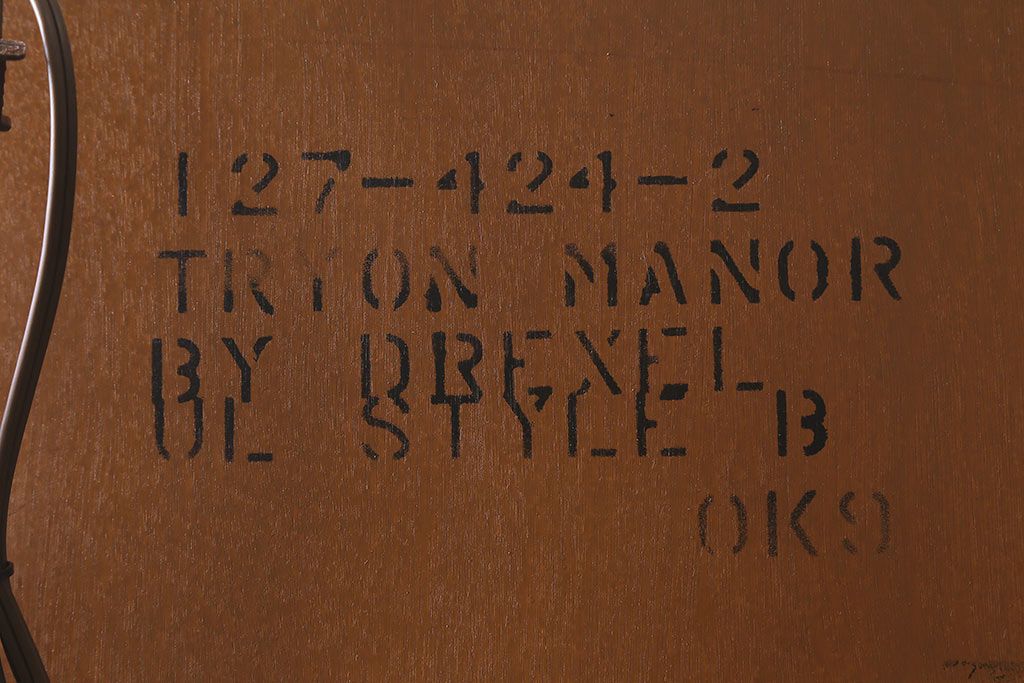 127-424-2
TRYON MANOR
BY DREXEL
UL STYLE B
OK9